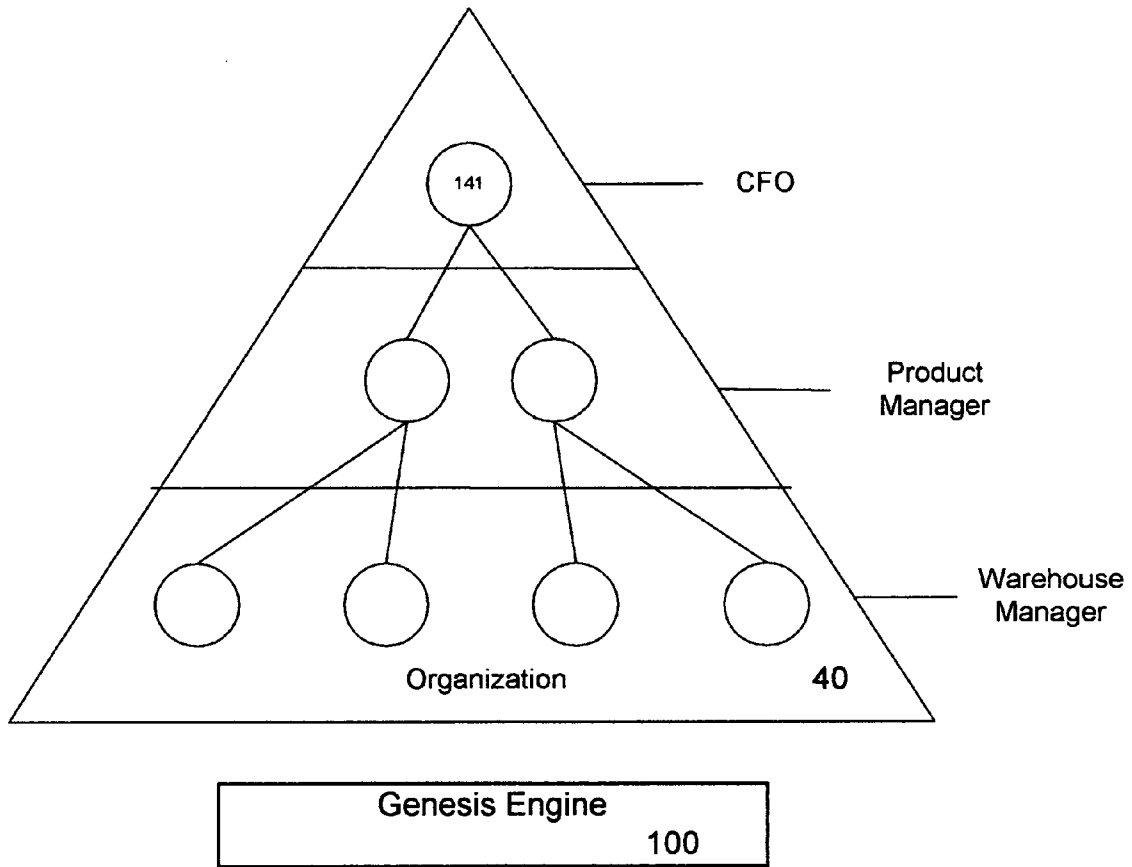 141
CFO
Product
Manager
Warehouse
Manager
Organization 40
Genesis Engine
100